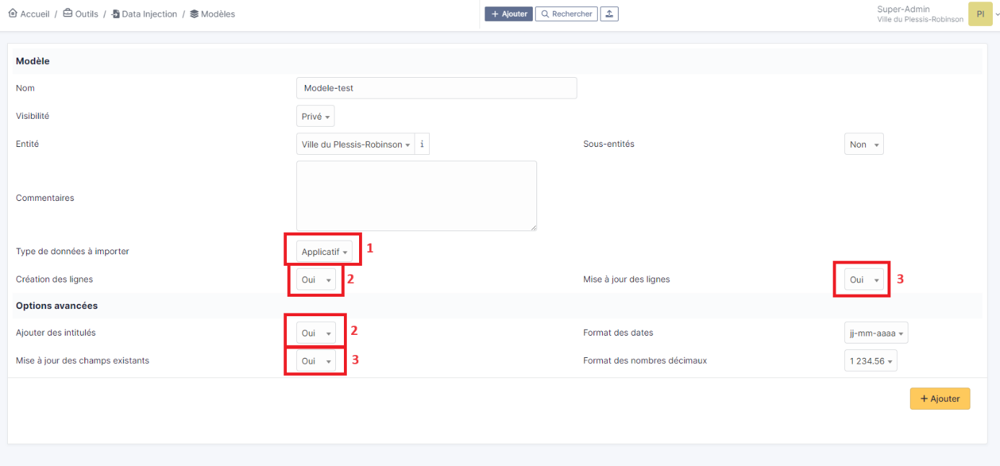 Accueil / Outils / Data Injection / Modèles
+ Ajouter
Rechercher
Super-Admin
Ville du Plessis-Robinson
PI
Modèle
Nom Modele-test
Visibilité Privé
Entité Ville du Plessis-Robinson i Sous-entités Non
Commentaires
Type de données à importer Applicatif 1
Création des lignes Oui 2 Mise à jour des lignes Oui 3
Options avancées
Ajouter des intitulés Oui 2 Format des dates jj-mm-aaaa
Mise à jour des champs existants Oui 3 Format des nombres décimaux 1 234.56
+ Ajouter